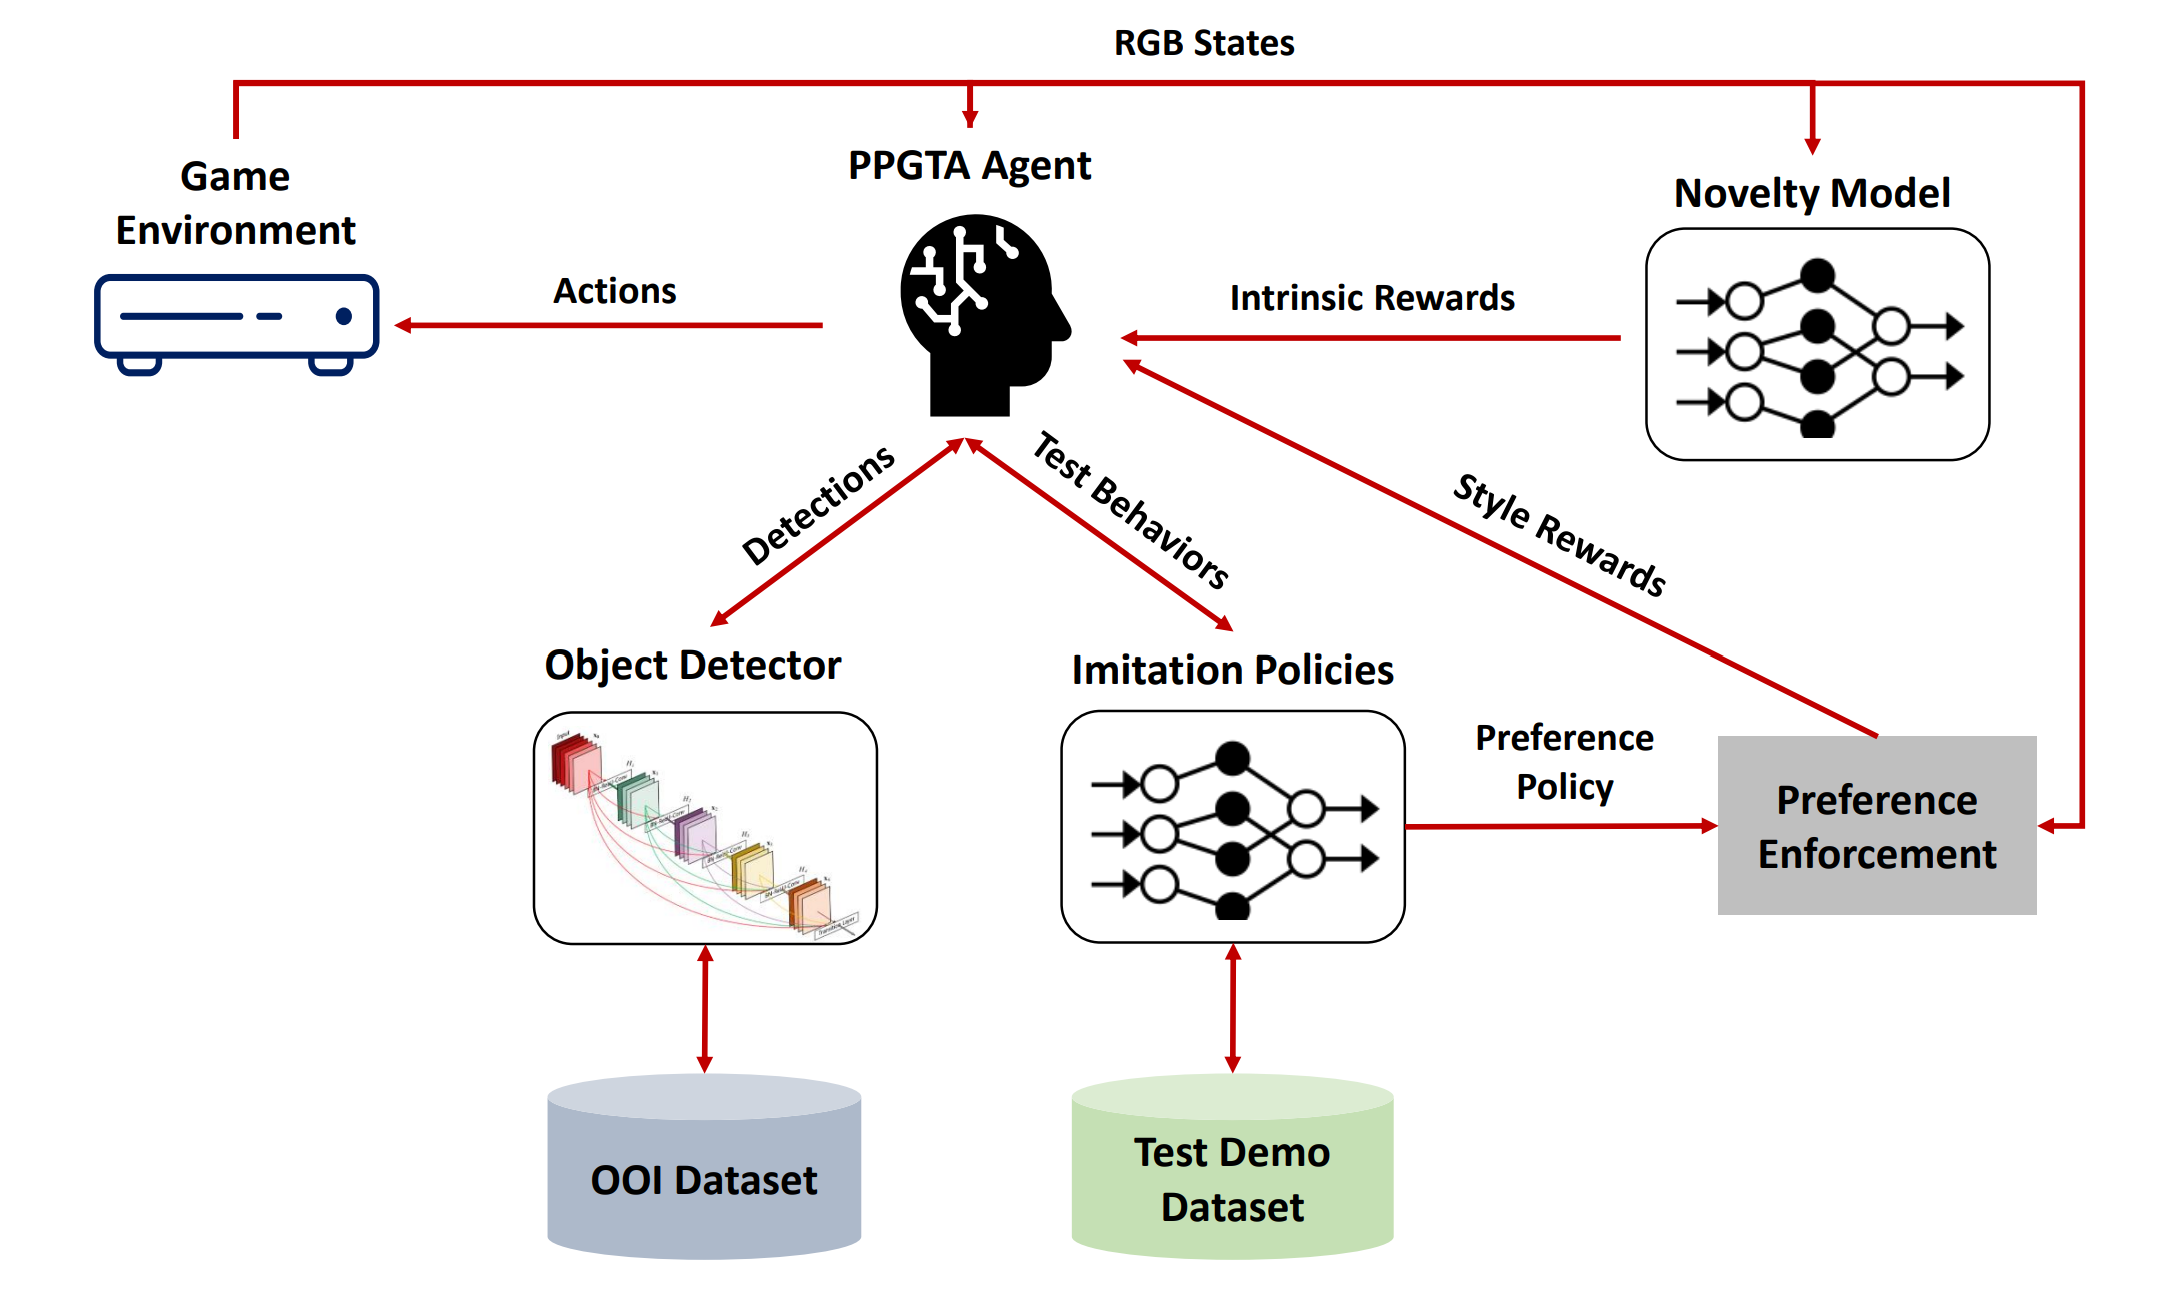 RGB States
Game
Environment
PPGTA Agent
Novelty Model
Actions
Intrinsic Rewards
Detections
Test Behaviors
Style Rewards
Object Detector
Imitation Policies
Preference
Policy
Preference
Enforcement
Input
OOI Dataset
Test Demo
Dataset